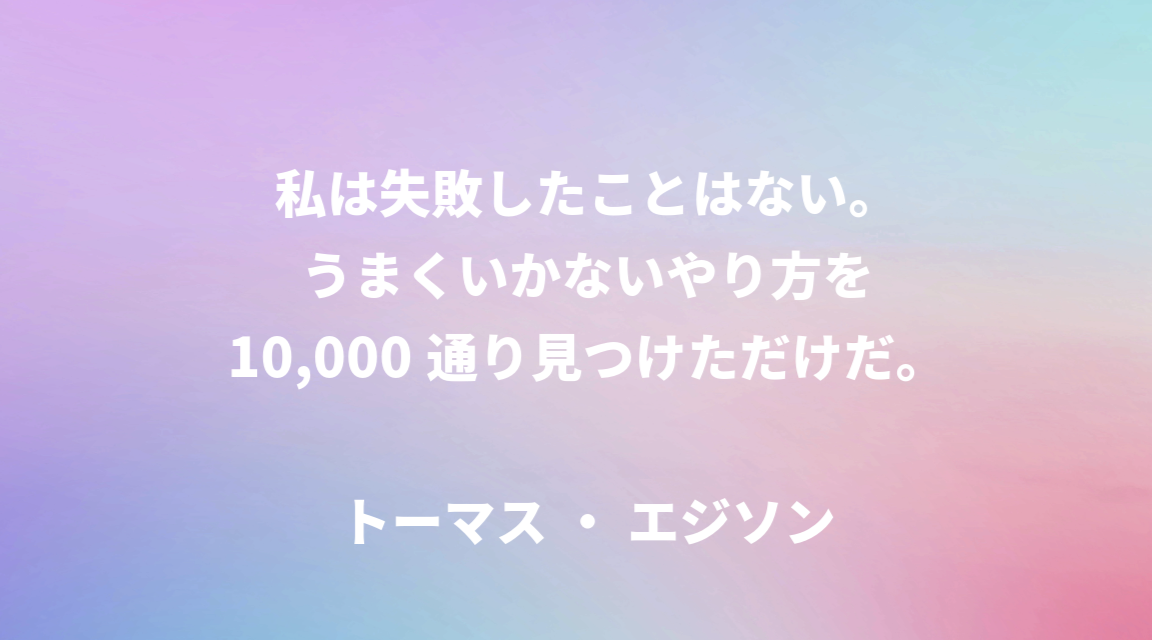 私は失敗したことはない。
うまくいかないやり方を
10,000 通り見つけただけだ。
トーマス ・ エジソン